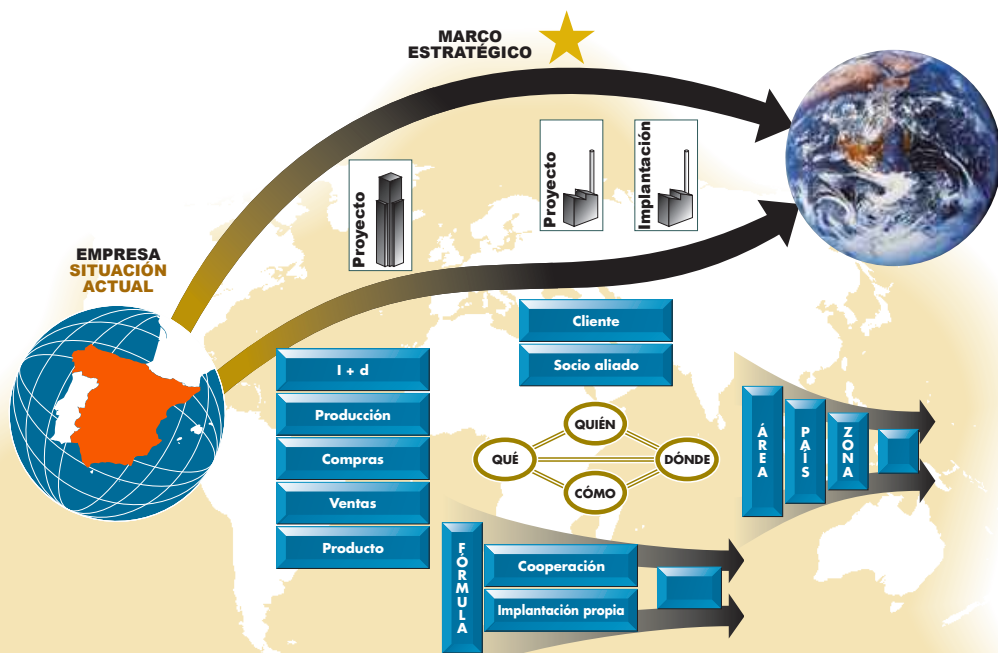 MARCO
ESTRATÉGICO
Proyecto
Proyecto
Implantación
EMPRESA
SITUACIÓN
ACTUAL
Cliente
Socio aliado
I + d
Producción
Compras
Ventas
Producto
QUIÉN
QUÉ
DÓNDE
CÓMO
ÁREA
PAÍS
ZONA
FÓRMULA
Cooperación
Implantación propia